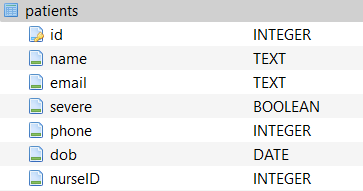 patients
id INTEGER
name TEXT
email TEXT
severe BOOLEAN
phone INTEGER
dob DATE
nurseID INTEGER